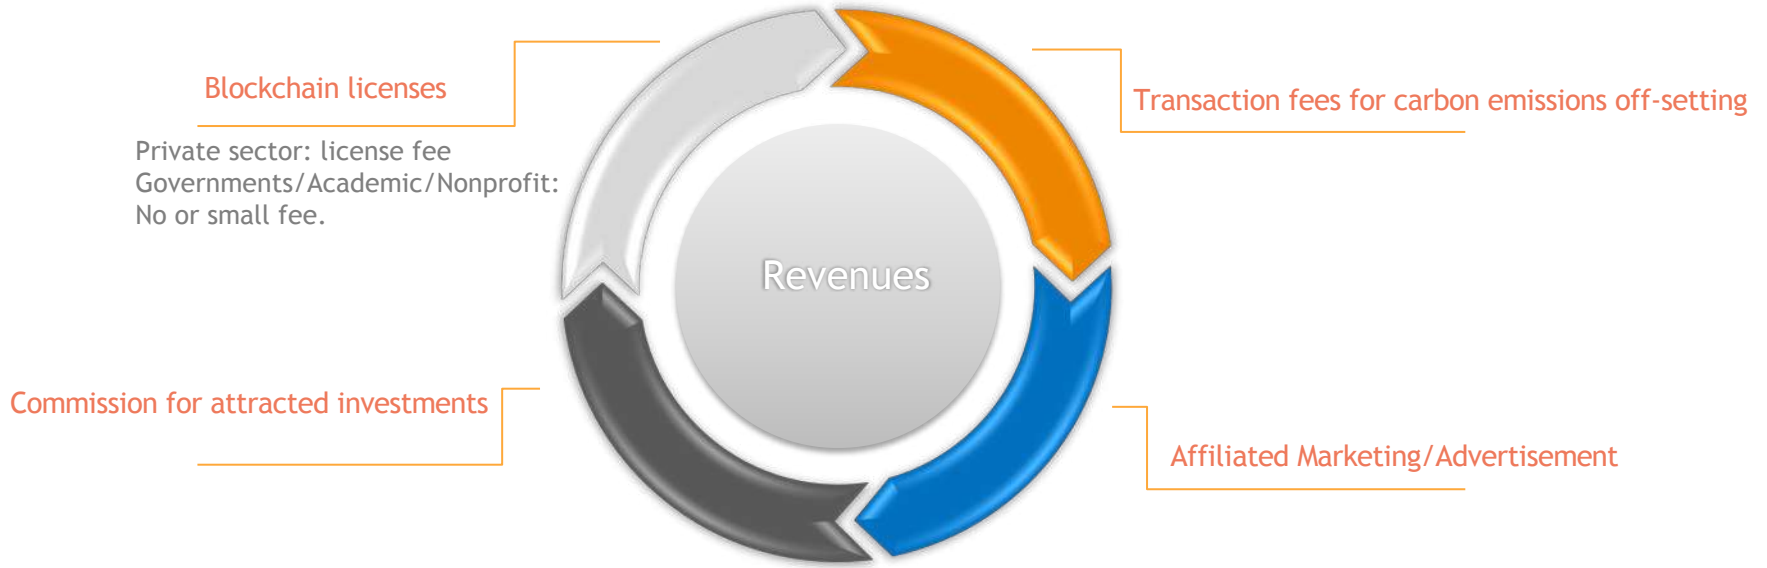 Blockchain licenses
Private sector: license fee
Governments/Academic/Nonprofit:
No or small fee.
Transaction fees for carbon emissions off-setting
Revenues
Commission for attracted investments
Affiliated Marketing/Advertisement